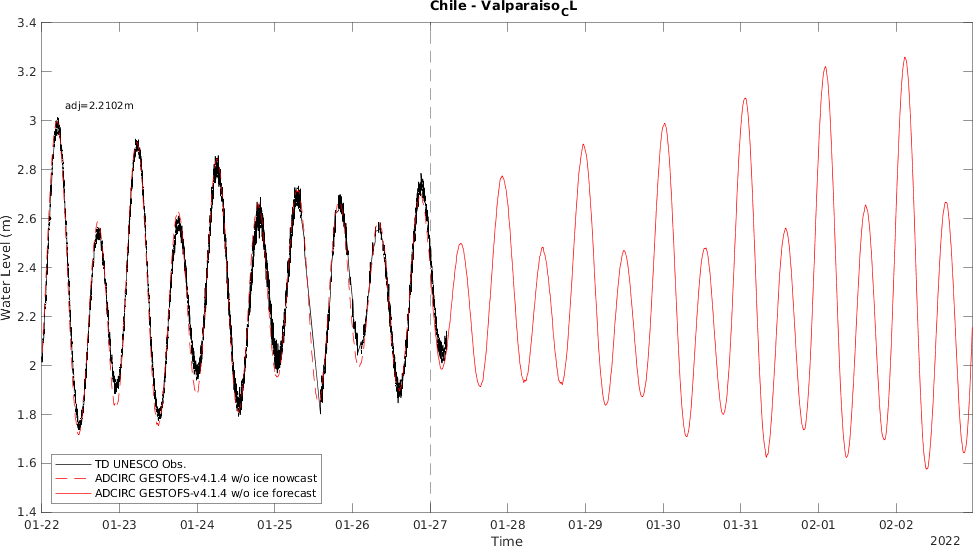 Chile - Valparaiso_CL
3.4
3.2
3
2.8
2.6
2.4
2.2
2
1.8
1.6
1.4
Water Level (m)
adj=2.2102m
TD UNESCO Obs.
ADCIRC GESTOFS-v4.1.4 w/o ice nowcast
ADCIRC GESTOFS-v4.1.4 w/o ice forecast
01-22 01-23 01-24 01-25 01-26 01-27 01-28 01-29 01-30 01-31 02-01 02-02
Time
2022